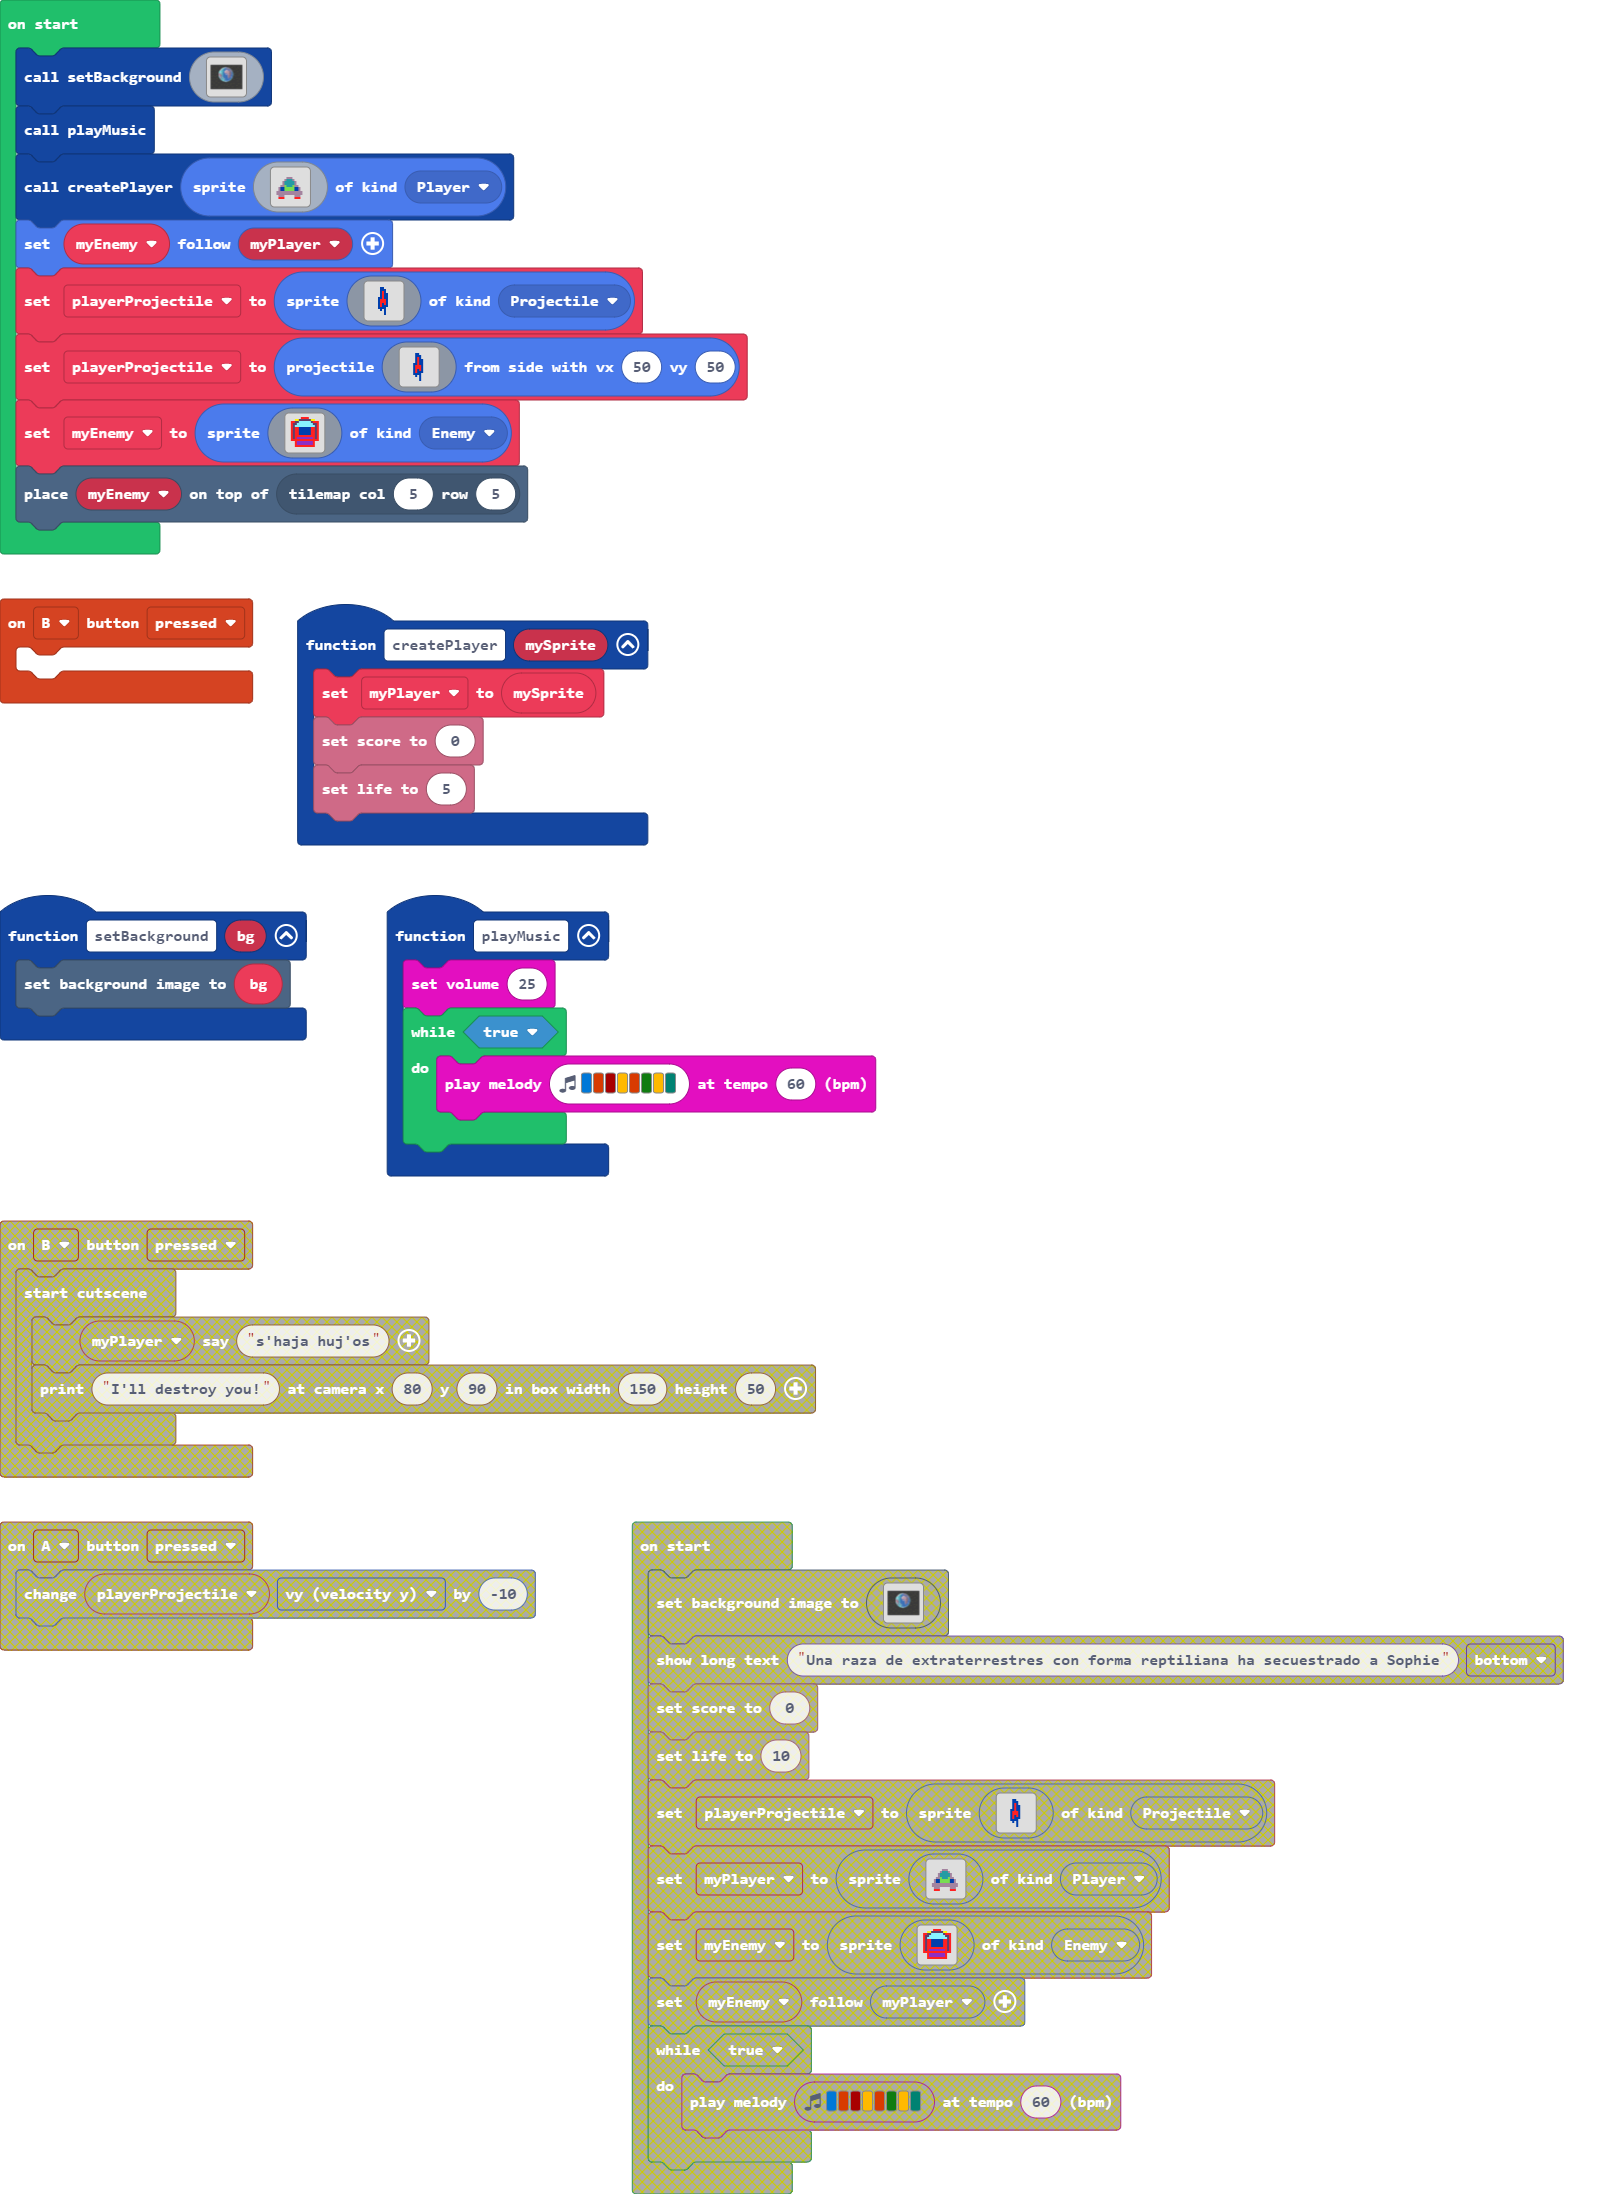 on start
call setBackground
call playMusic
call createPlayer sprite of kind Player
set myEnemy follow myPlayer
set playerProjectile to sprite of kind Projectile
set playerProjectile to projectile from side with vx 50 vy 50
set myEnemy to sprite of kind Enemy
place myEnemy on top of tilemap col 5 row 5
on B button pressed
function createPlayer mySprite
set myPlayer to mySprite
set score to 0
set life to 5
function setBackground bg
set background image to bg
function playMusic
set volume 25
while true
do
play melody at tempo 60 (bpm)
on B button pressed
start cutscene
myPlayer say "s'haja huj'os"
print "I'll destroy you!" at camera x 80 y 90 in box width 150 height 50
on A button pressed
change playerProjectile vy (velocity y) by -10
on start
set background image to
show long text "Una raza de extraterrestres con forma reptiliana ha secuestrado a Sophie" bottom
set score to 0
set life to 10
set playerProjectile to sprite of kind Projectile
set myPlayer to sprite of kind Player
set myEnemy to sprite of kind Enemy
set myEnemy follow myPlayer
while true
do
play melody at tempo 60 (bpm)